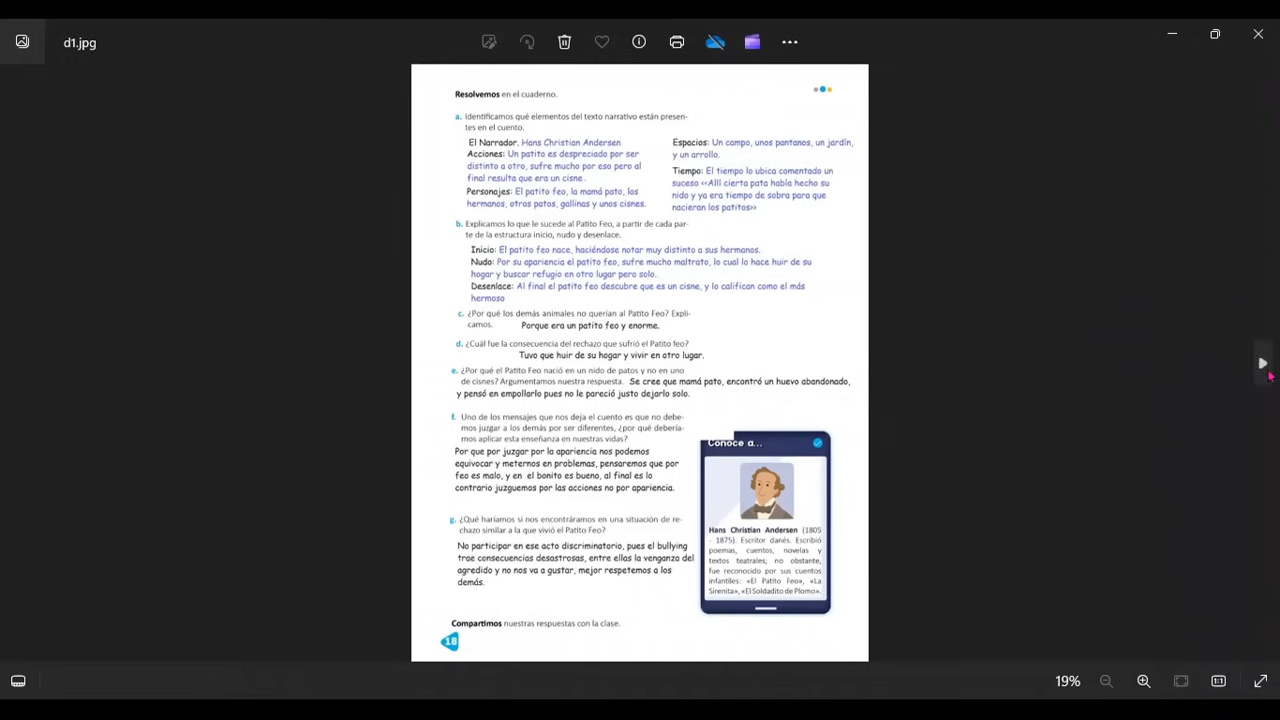 d1.jpg
Resolvemos en el cuaderno.
a. Identificamos qué elementos del texto narrativo están presen-
tes en el cuento.
El Narrador. Hans Christian Andersen
Acciones: Un patito es despreciado por ser
distinto a otro, sufre mucho por eso pero al
final resulta que era un cisne.
Personajes: El patito feo, la mamá pato, los
hermanos, otros patos, gallinas y unos cisnes.
Espacios: Un campo, unos pantanos, un jardín,
y un arrollo.
Tiempo: El tiempo lo ubica comentado un
suceso «Allí cierta pata había hecho su
nido y ya era tiempo de sobra para que
nacieran los patitos»
b. Explicamos lo que le sucede al Patito Feo, a partir de cada par-
te de la estructura inicio, nudo y desenlace.
Inicio: El patito feo nace, haciéndose notar muy distinto a sus hermanos.
Nudo: Por su apariencia el patito feo, sufre mucho maltrato, lo cual lo hace huir de su
hogar y buscar refugio en otro lugar pero solo.
Desenlace: Al final el patito feo descubre que es un cisne, y lo califican como el más
hermoso
c. ¿Por qué los demás animales no querían al Patito Feo? Expli-
camos. Porque era un patito feo y enorme.
d. ¿Cuál fue la consecuencia del rechazo que sufrió el Patito feo?
Tuvo que huir de su hogar y vivir en otro lugar.
e. ¿Por qué el Patito Feo nació en un nido de patos y no en uno
de cisnes? Argumentamos nuestra respuesta. Se cree que mamá pato, encontró un huevo abandonado,
y pensó en empollarlo pues no le pareció justo dejarlo solo.
f. Uno de los mensajes que nos deja el cuento es que no debe-
mos juzgar a los demás por ser diferentes, ¿por qué debería-
mos aplicar esta enseñanza en nuestras vidas?
Por que por juzgar por la apariencia nos podemos
equivocar y meternos en problemas, pensaremos que por
feo es malo, y en el bonito es bueno, al final es lo
contrario juzguemos por las acciones no por apariencia.
g. ¿Qué haríamos si nos encontráramos en una situación de re-
chazo similar a la que vivió el Patito Feo?
No participar en ese acto discriminatorio, pues el bullying
trae consecuencias desastrosas, entre ellas la venganza del
agredido y no nos va a gustar, mejor respetemos a los
demás.
Conoce a...
Hans Christian Andersen (1805
- 1875). Escritor danés. Escribió
poemas, cuentos, novelas y
textos teatrales; no obstante,
fue reconocido por sus cuentos
infantiles: «El Patito Feo», «La
Sirenita», «El Soldadito de Plomo».
Compartimos nuestras respuestas con la clase.
18
19%